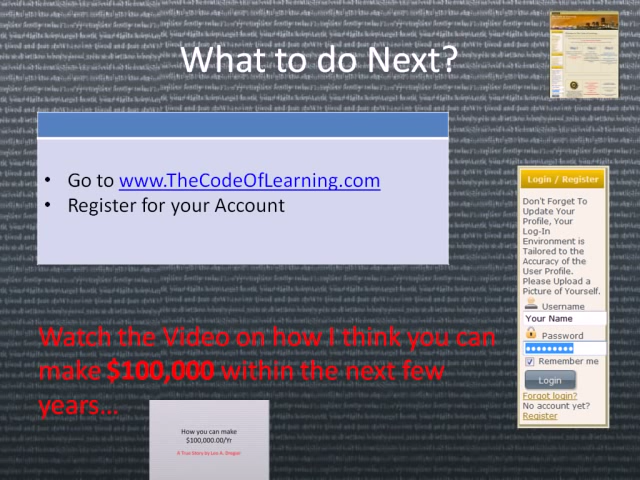 What to do Next?
• Go to www.TheCodeOfLearning.com
• Register for your Account
Login / Register
Don't Forget To
Update Your
Profile, Your
Log-In
Environment is
Tailored to the
Accuracy of the
User Profile.
Please Upload a
Picture of Yourself.
Username
Your Name
Password
Remember me
Login
Forgot login?
No account yet?
Register
Watch the Video on how I think you can
make $100,000 within the next few
years...
How you can make
$100,000.00/Yr
A True Story by Leo A.